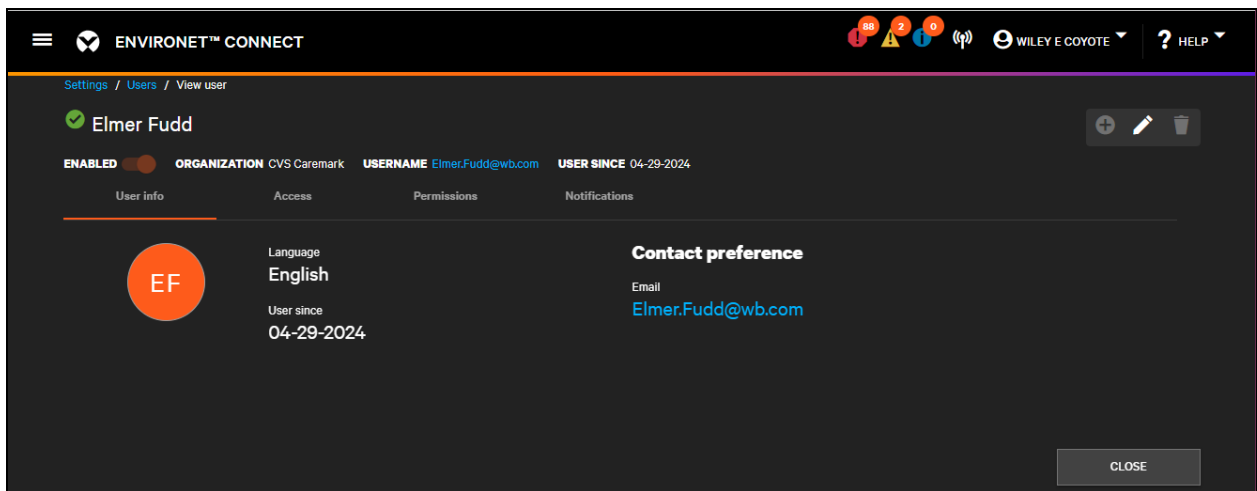 ENVIRONET™ CONNECT
88
2
0
WILEY E COYOTE
? HELP
Settings / Users / View user
Elmer Fudd
ENABLED ORGANIZATION CVS Caremark USERNAME Elmer.Fudd@wb.com USER SINCE 04-29-2024
User info Access Permissions Notifications
EF
Language
English
User since
04-29-2024
Contact preference
Email
Elmer.Fudd@wb.com
CLOSE